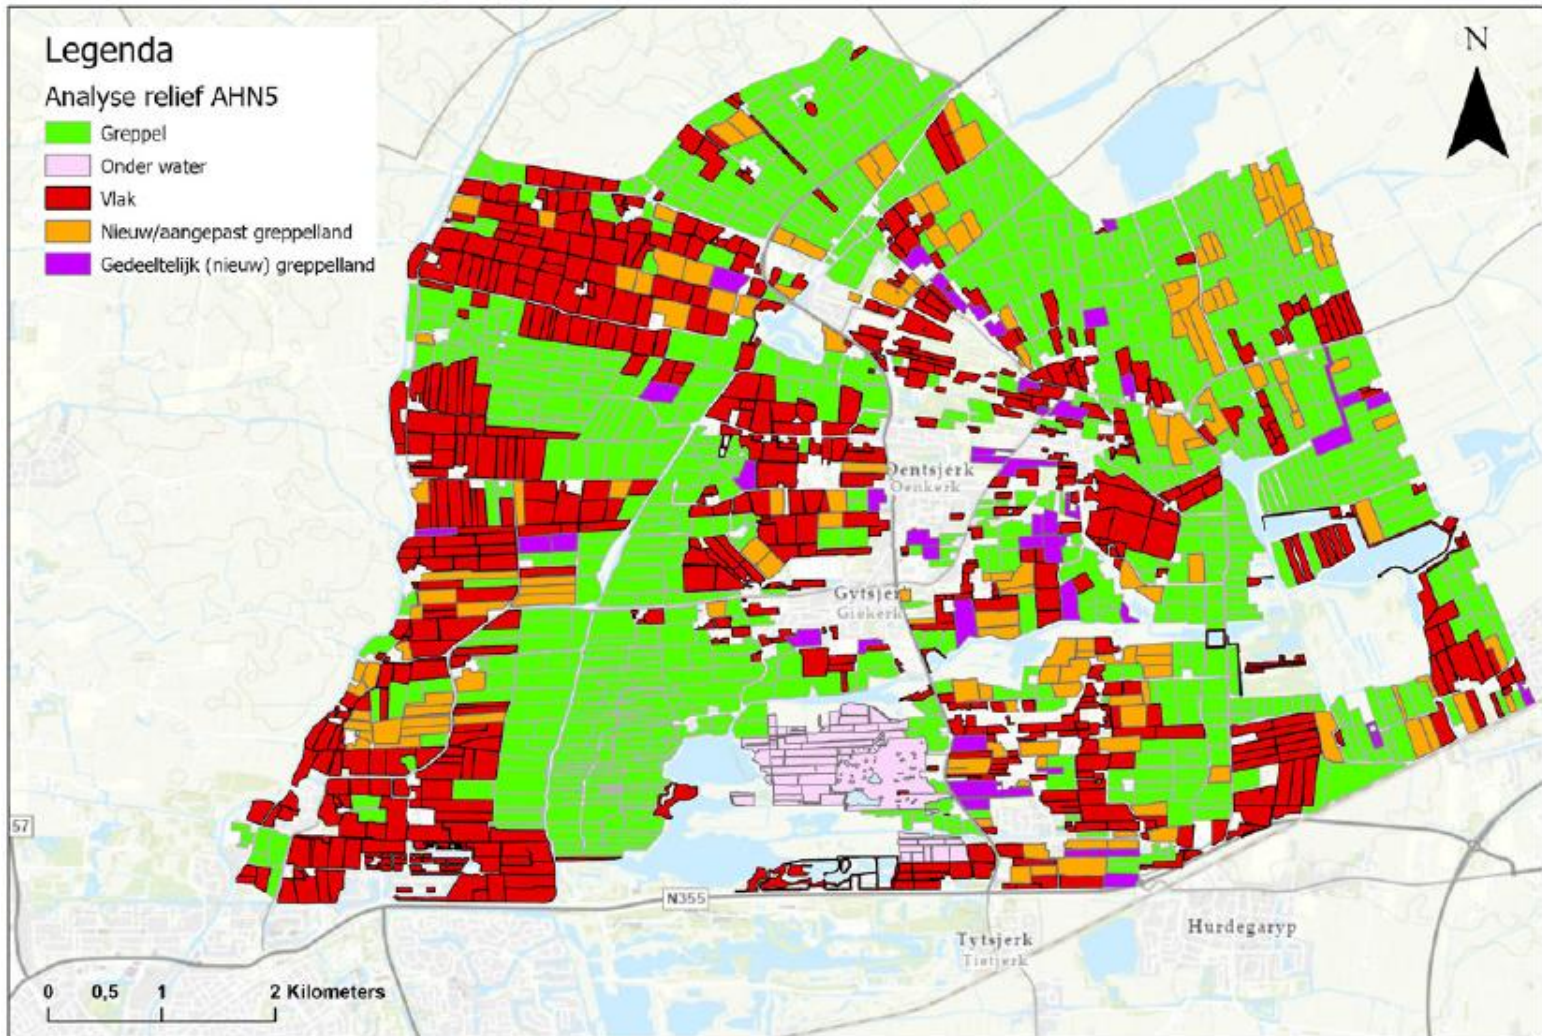 Legenda
Analyse relief AHN5
Greppel
Onder water
Vlak
Nieuw/aangepast greppelland
Gedeeltelijk (nieuw) greppelland
N
Oentsjerk
Oenkerk
Gytsjerk
Giekerk
57
N355
Hurdegaryp
Tytsjerk
Tietjerk
0 0,5 1 2 Kilometers